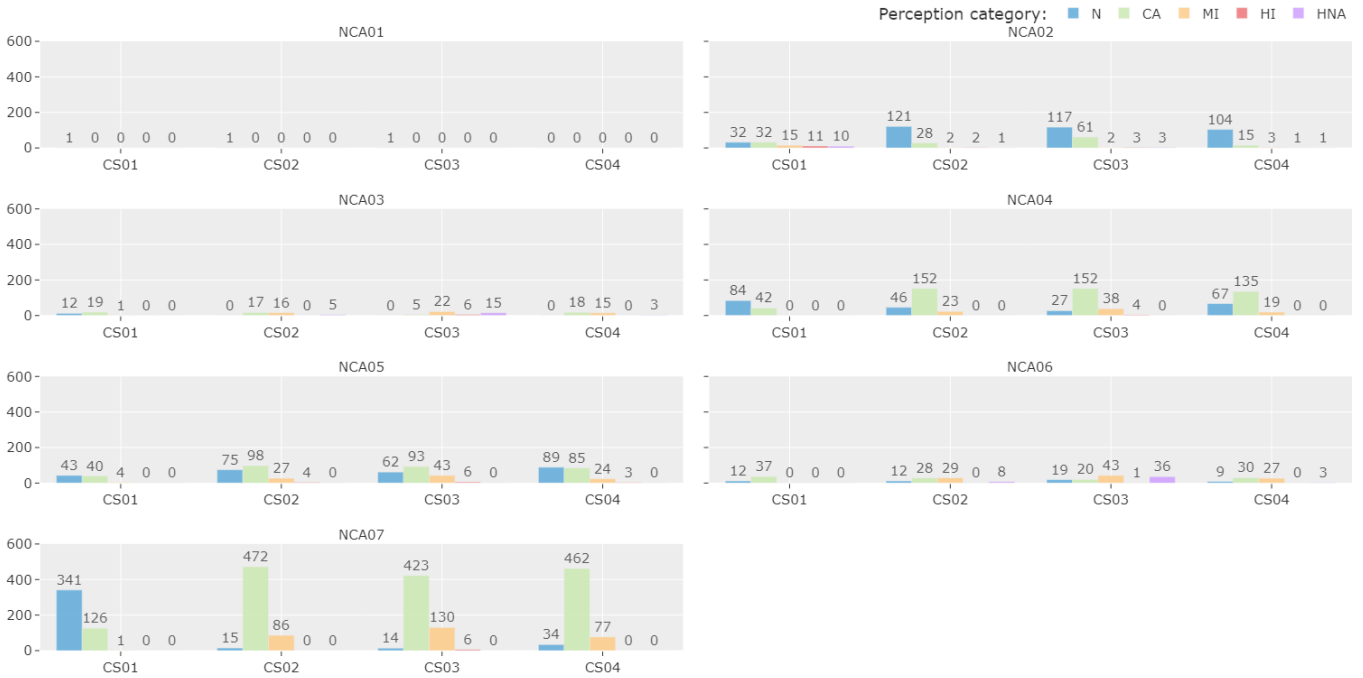 Perception category: N CA MI HI HNA
NCA01 NCA02
600
400
200
0
1 0 0 0 0 1 0 0 0 0 1 0 0 0 0 0 0 0 0 0
32 32 15 11 10 121 28 2 2 1 117 61 2 3 3 104 15 3 1 1
CS01 CS02 CS03 CS04 CS01 CS02 CS03 CS04
NCA03 NCA04
600
400
200
0
12 19 1 0 0 0 17 16 0 5 0 5 22 6 15 0 18 15 0 3
84 42 0 0 0 46 152 23 0 0 27 152 38 4 0 67 135 19 0 0
CS01 CS02 CS03 CS04 CS01 CS02 CS03 CS04
NCA05 NCA06
600
400
200
0
43 40 4 0 0 75 98 27 4 0 62 93 43 6 0 89 85 24 3 0
12 37 0 0 0 12 28 29 0 8 19 20 43 1 36 9 30 27 0 3
CS01 CS02 CS03 CS04 CS01 CS02 CS03 CS04
NCA07
600
400
200
0
341 126 1 0 0 15 472 86 0 0 14 423 130 6 0 34 462 77 0 0
CS01 CS02 CS03 CS04